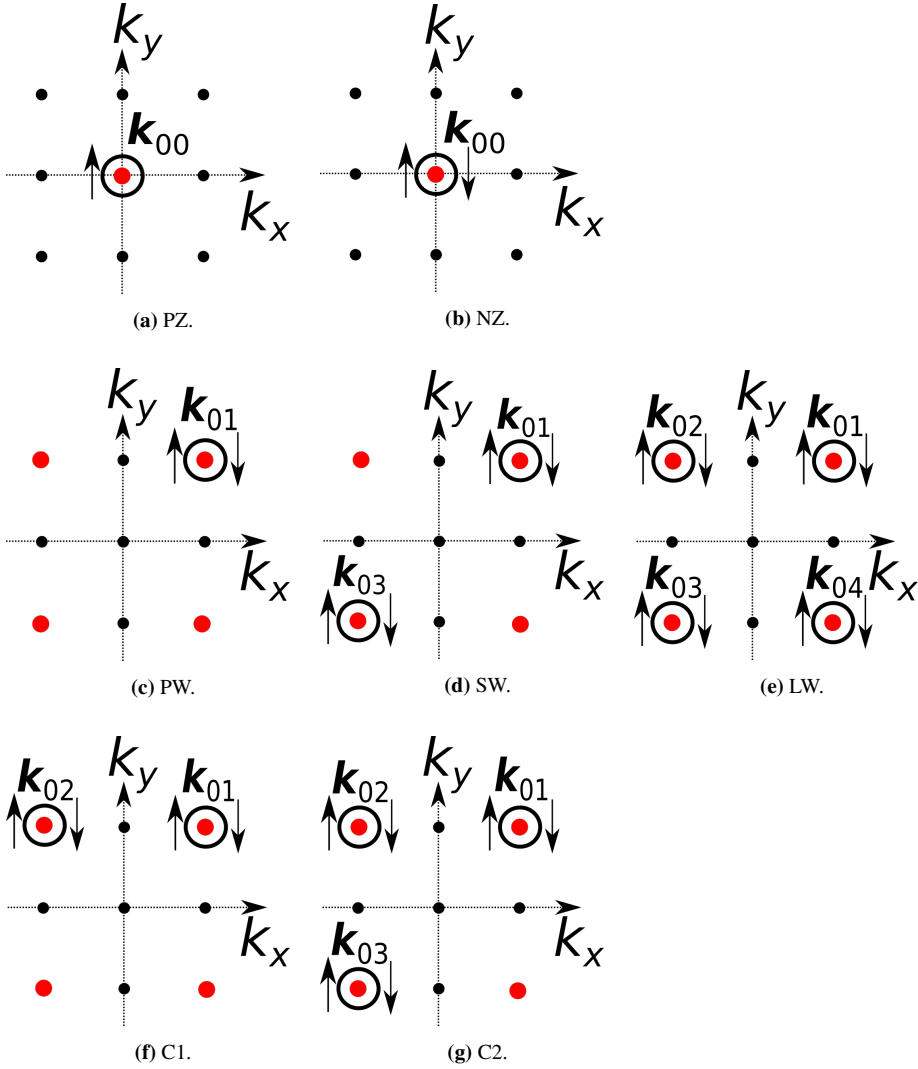 k_y k_y
k_00 k_00
k_x k_x
(a) PZ. (b) NZ.
k_y k_01 k_y k_01 k_02 k_y k_01
k_x k_03 k_x k_03 k_04 k_x
(c) PW. (d) SW. (e) LW.
k_02 k_y k_01 k_02 k_y k_01
k_x k_03 k_x
(f) C1. (g) C2.